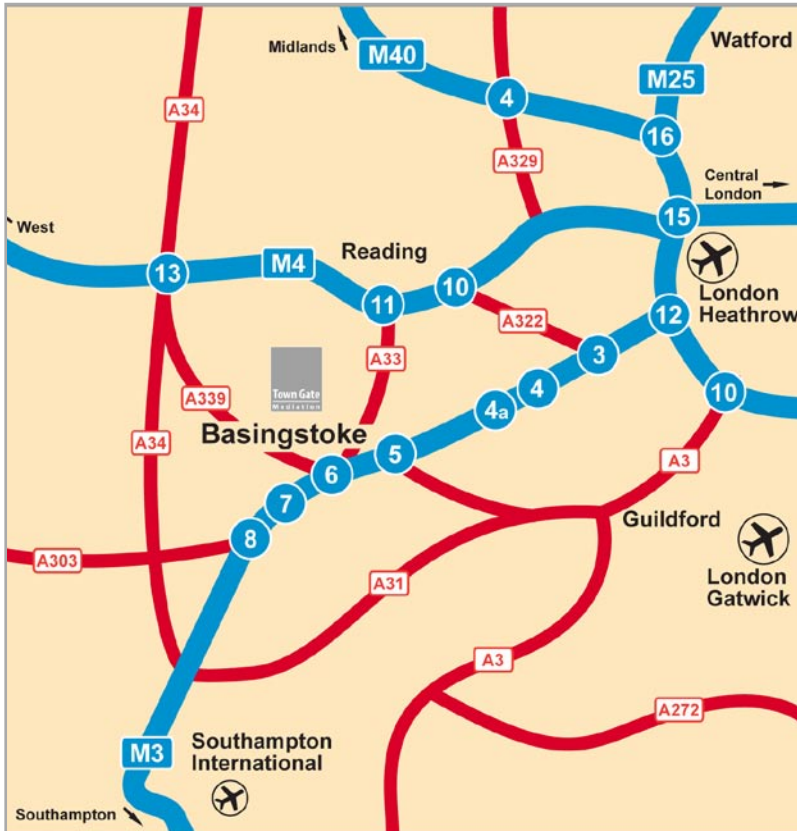 Midlands
M40
Watford
M25
4
A34
16
A329
Central
London
15
West
Reading
M4
13
10
11
London
Heathrow
A322
12
3
A33
Town Gate
Mediation
4
10
A339
4a
Basingstoke
A34
5
A3
6
7
Guildford
8
A303
A31
London
Gatwick
A3
A272
Southampton
International
M3
Southampton